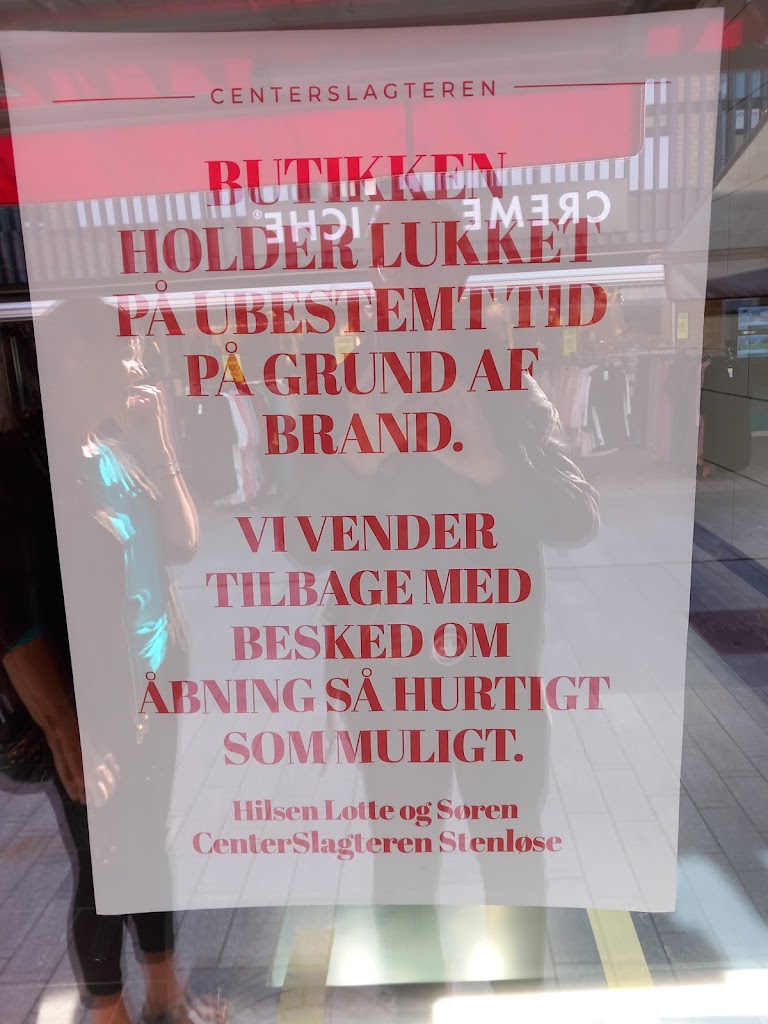 CENTERSLAGTEREN
BUTIKKEN
HOLDER LUKKET
PÅ UBESTEMT TID
PÅ GRUND AF
BRAND.
VI VENDER
TILBAGE MED
BESKED OM
ÅBNING SÅ HURTIGT
SOM MULIGT.
Hilsen Lotte og Søren
CenterSlagteren Stenløse
CREME